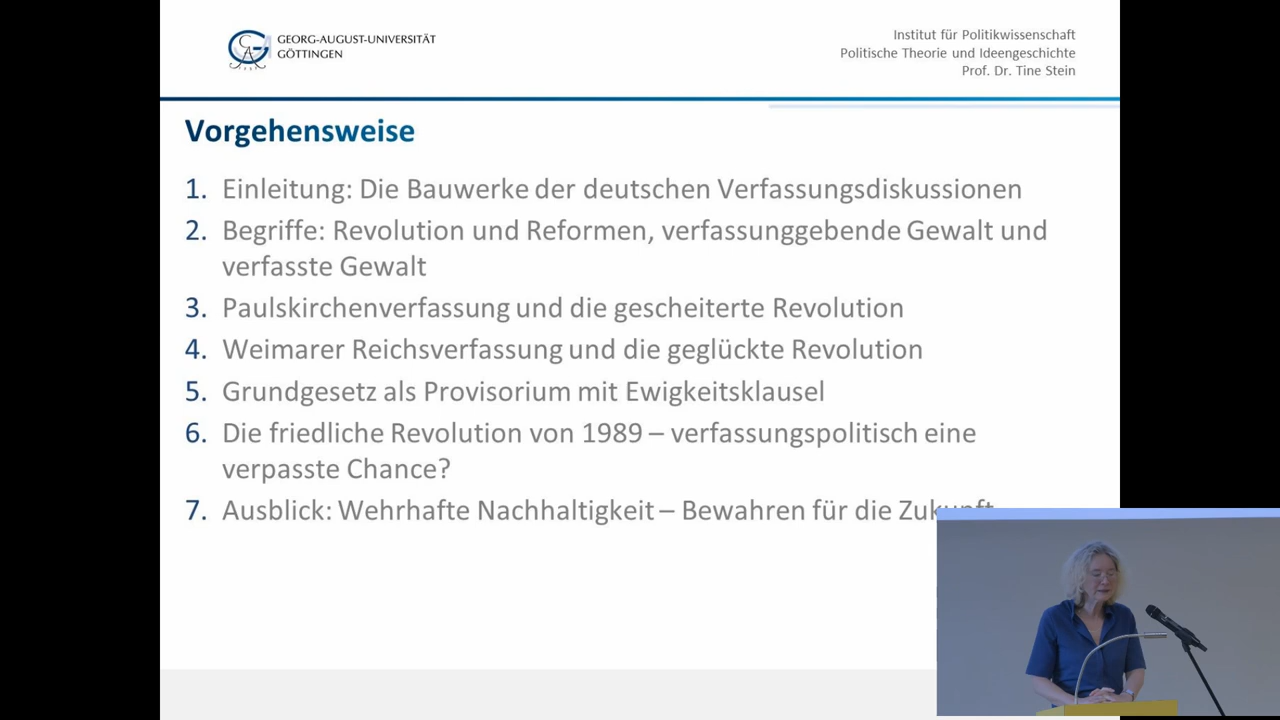 GEORG-AUGUST-UNIVERSITÄT
GÖTTINGEN
Institut für Politikwissenschaft
Politische Theorie und Ideengeschichte
Prof. Dr. Tine Stein
Vorgehensweise
1. Einleitung: Die Bauwerke der deutschen Verfassungsdiskussionen
2. Begriffe: Revolution und Reformen, verfassunggebende Gewalt und
verfasste Gewalt
3. Paulskirchenverfassung und die gescheiterte Revolution
4. Weimarer Reichsverfassung und die geglückte Revolution
5. Grundgesetz als Provisorium mit Ewigkeitsklausel
6. Die friedliche Revolution von 1989 – verfassungspolitisch eine
verpasste Chance?
7. Ausblick: Wehrhafte Nachhaltigkeit – Bewahren für die Zukunft